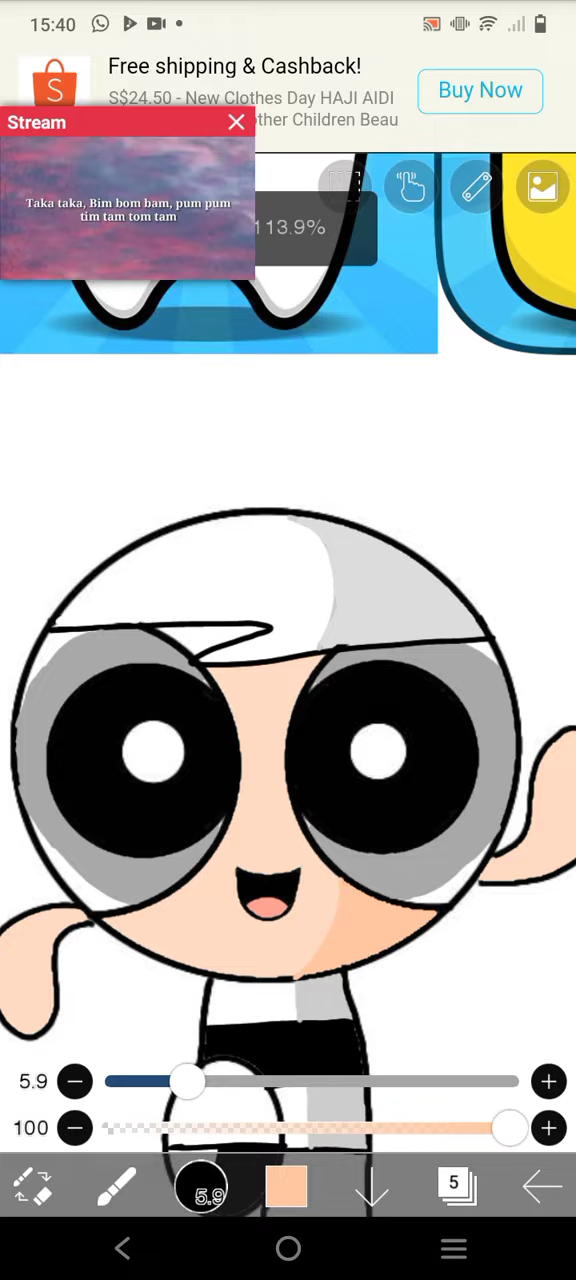 15:40
Free shipping & Cashback!
S$24.50 - New Clothes Day HAJI AIDI
other Children Beau
Buy Now
Stream
Taka taka, Bim bom bam, pum pum
tim tam tom tam
113.9%
5.9
100
5.9
5